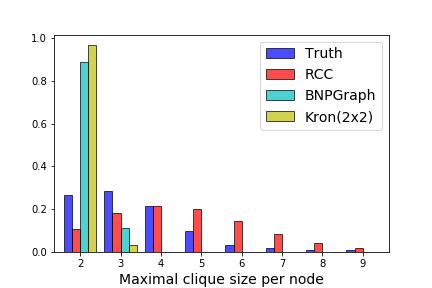 1.0
0.8
0.6
0.4
0.2
0.0
Truth
RCC
BNPGraph
Kron(2x2)
2 3 4 5 6 7 8 9
Maximal clique size per node